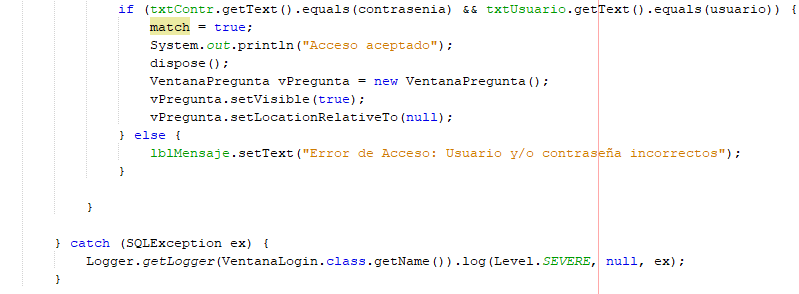 if (txtContr.getText().equals(contrasenia) && txtUsuario.getText().equals(usuario)) {
match = true;
System.out.println("Acceso aceptado");
dispose();
VentanaPregunta vPregunta = new VentanaPregunta();
vPregunta.setVisible(true);
vPregunta.setLocationRelativeTo(null);
} else {
lblMensaje.setText("Error de Acceso: Usuario y/o contraseña incorrectos");
}
}
} catch (SQLException ex) {
Logger.getLogger(VentanaLogin.class.getName()).log(Level.SEVERE, null, ex);
}